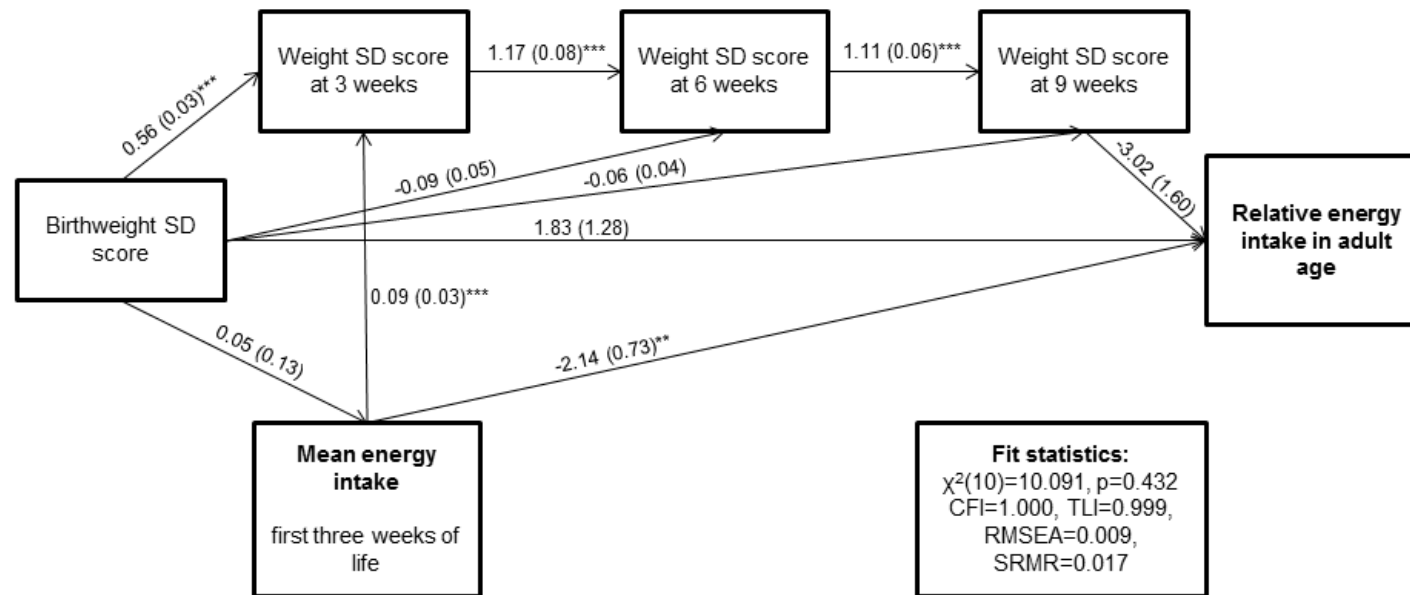 Weight SD score
at 3 weeks
1.17 (0.08)***
Weight SD score
at 6 weeks
1.11 (0.06)***
Weight SD score
at 9 weeks
0.56 (0.03)***
-0.09 (0.05)
-0.06 (0.04)
-3.02 (1.60)
Birthweight SD
score
1.83 (1.28)
Relative energy
intake in adult
age
0.09 (0.03)***
0.05 (0.13)
-2.14 (0.73)**
Mean energy
intake
first three weeks of
life
Fit statistics:
χ²(10)=10.091, p=0.432
CFI=1.000, TLI=0.999,
RMSEA=0.009,
SRMR=0.017